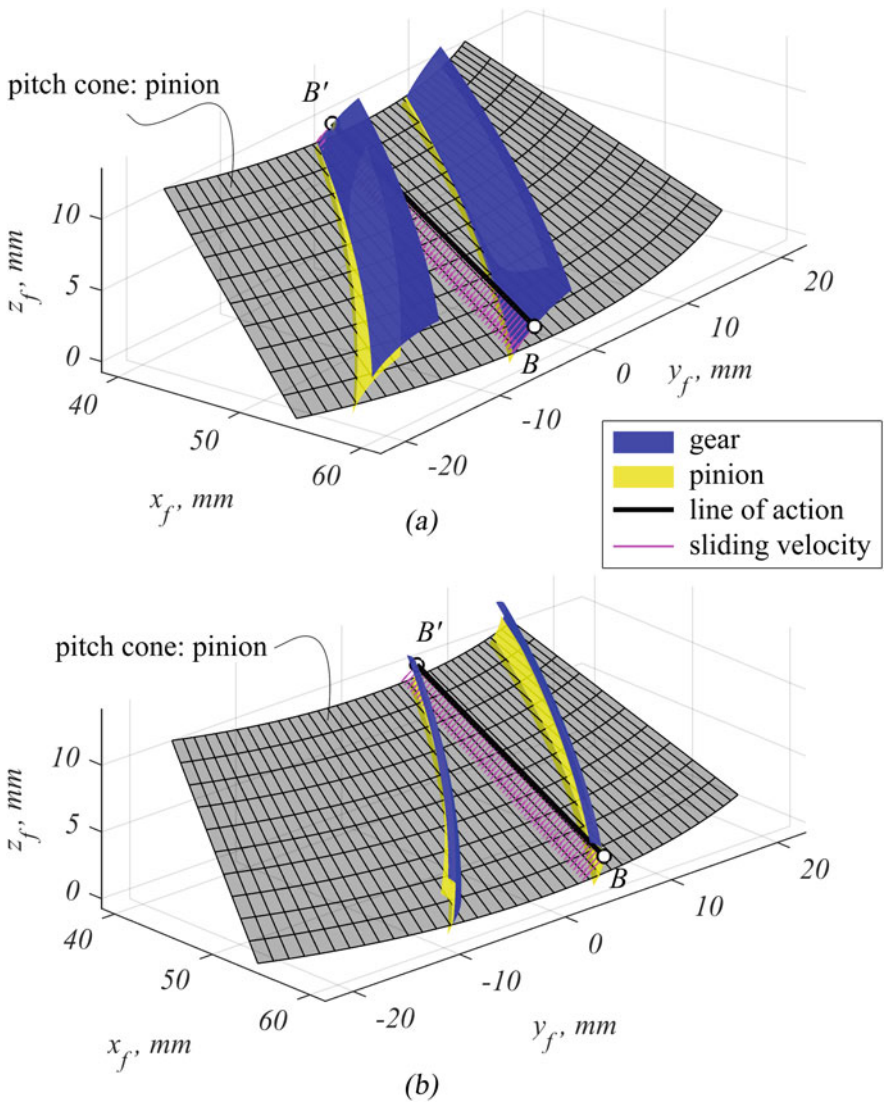 pitch cone: pinion
B'
10
5
0
z_f, mm
40
50
60
x_f, mm
-20
-10
0
10
20
y_f, mm
B
(a)
gear
pinion
line of action
sliding velocity
pitch cone: pinion
B'
10
5
0
z_f, mm
40
50
60
x_f, mm
-20
-10
0
10
20
y_f, mm
B
(b)